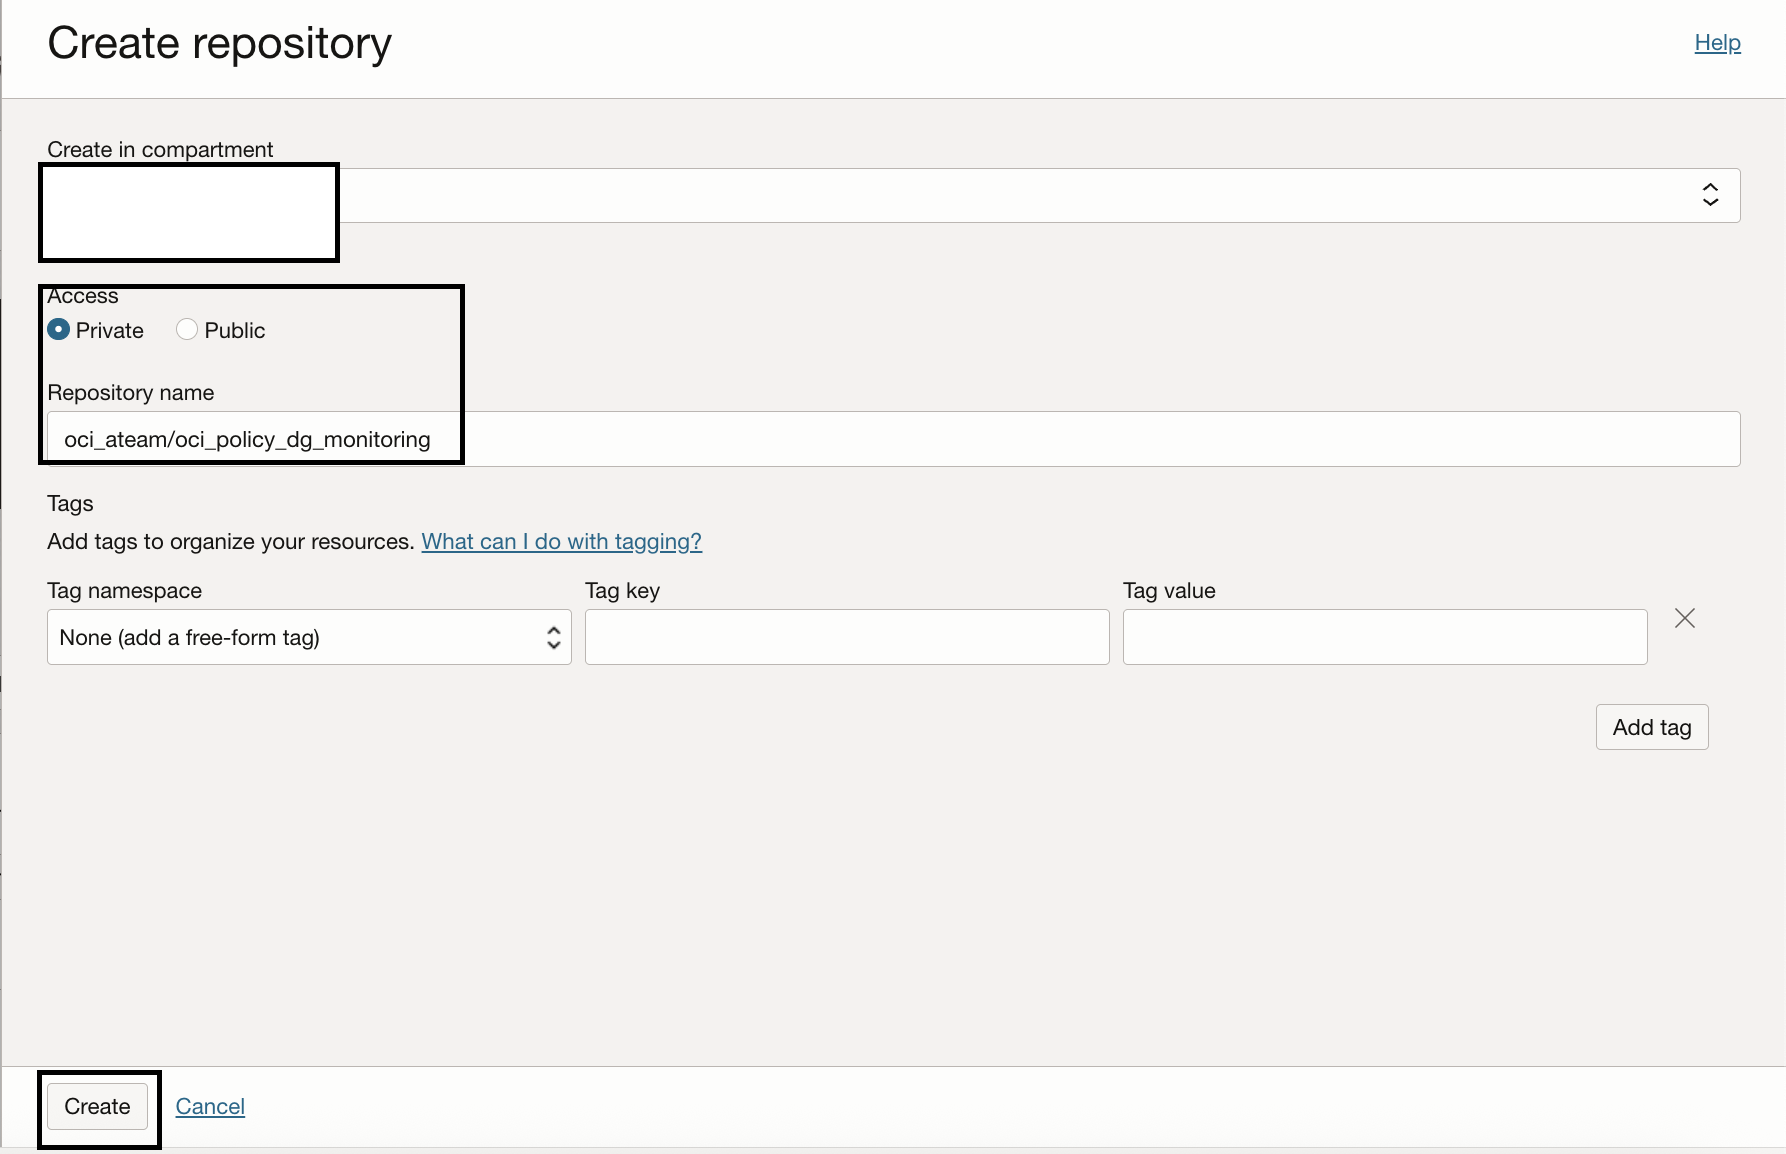 Create repository
Help
Create in compartment
Access
Private
Public
Repository name
oci_ateam/oci_policy_dg_monitoring
Tags
Add tags to organize your resources. What can I do with tagging?
Tag namespace
Tag key
Tag value
None (add a free-form tag)
Add tag
Create
Cancel